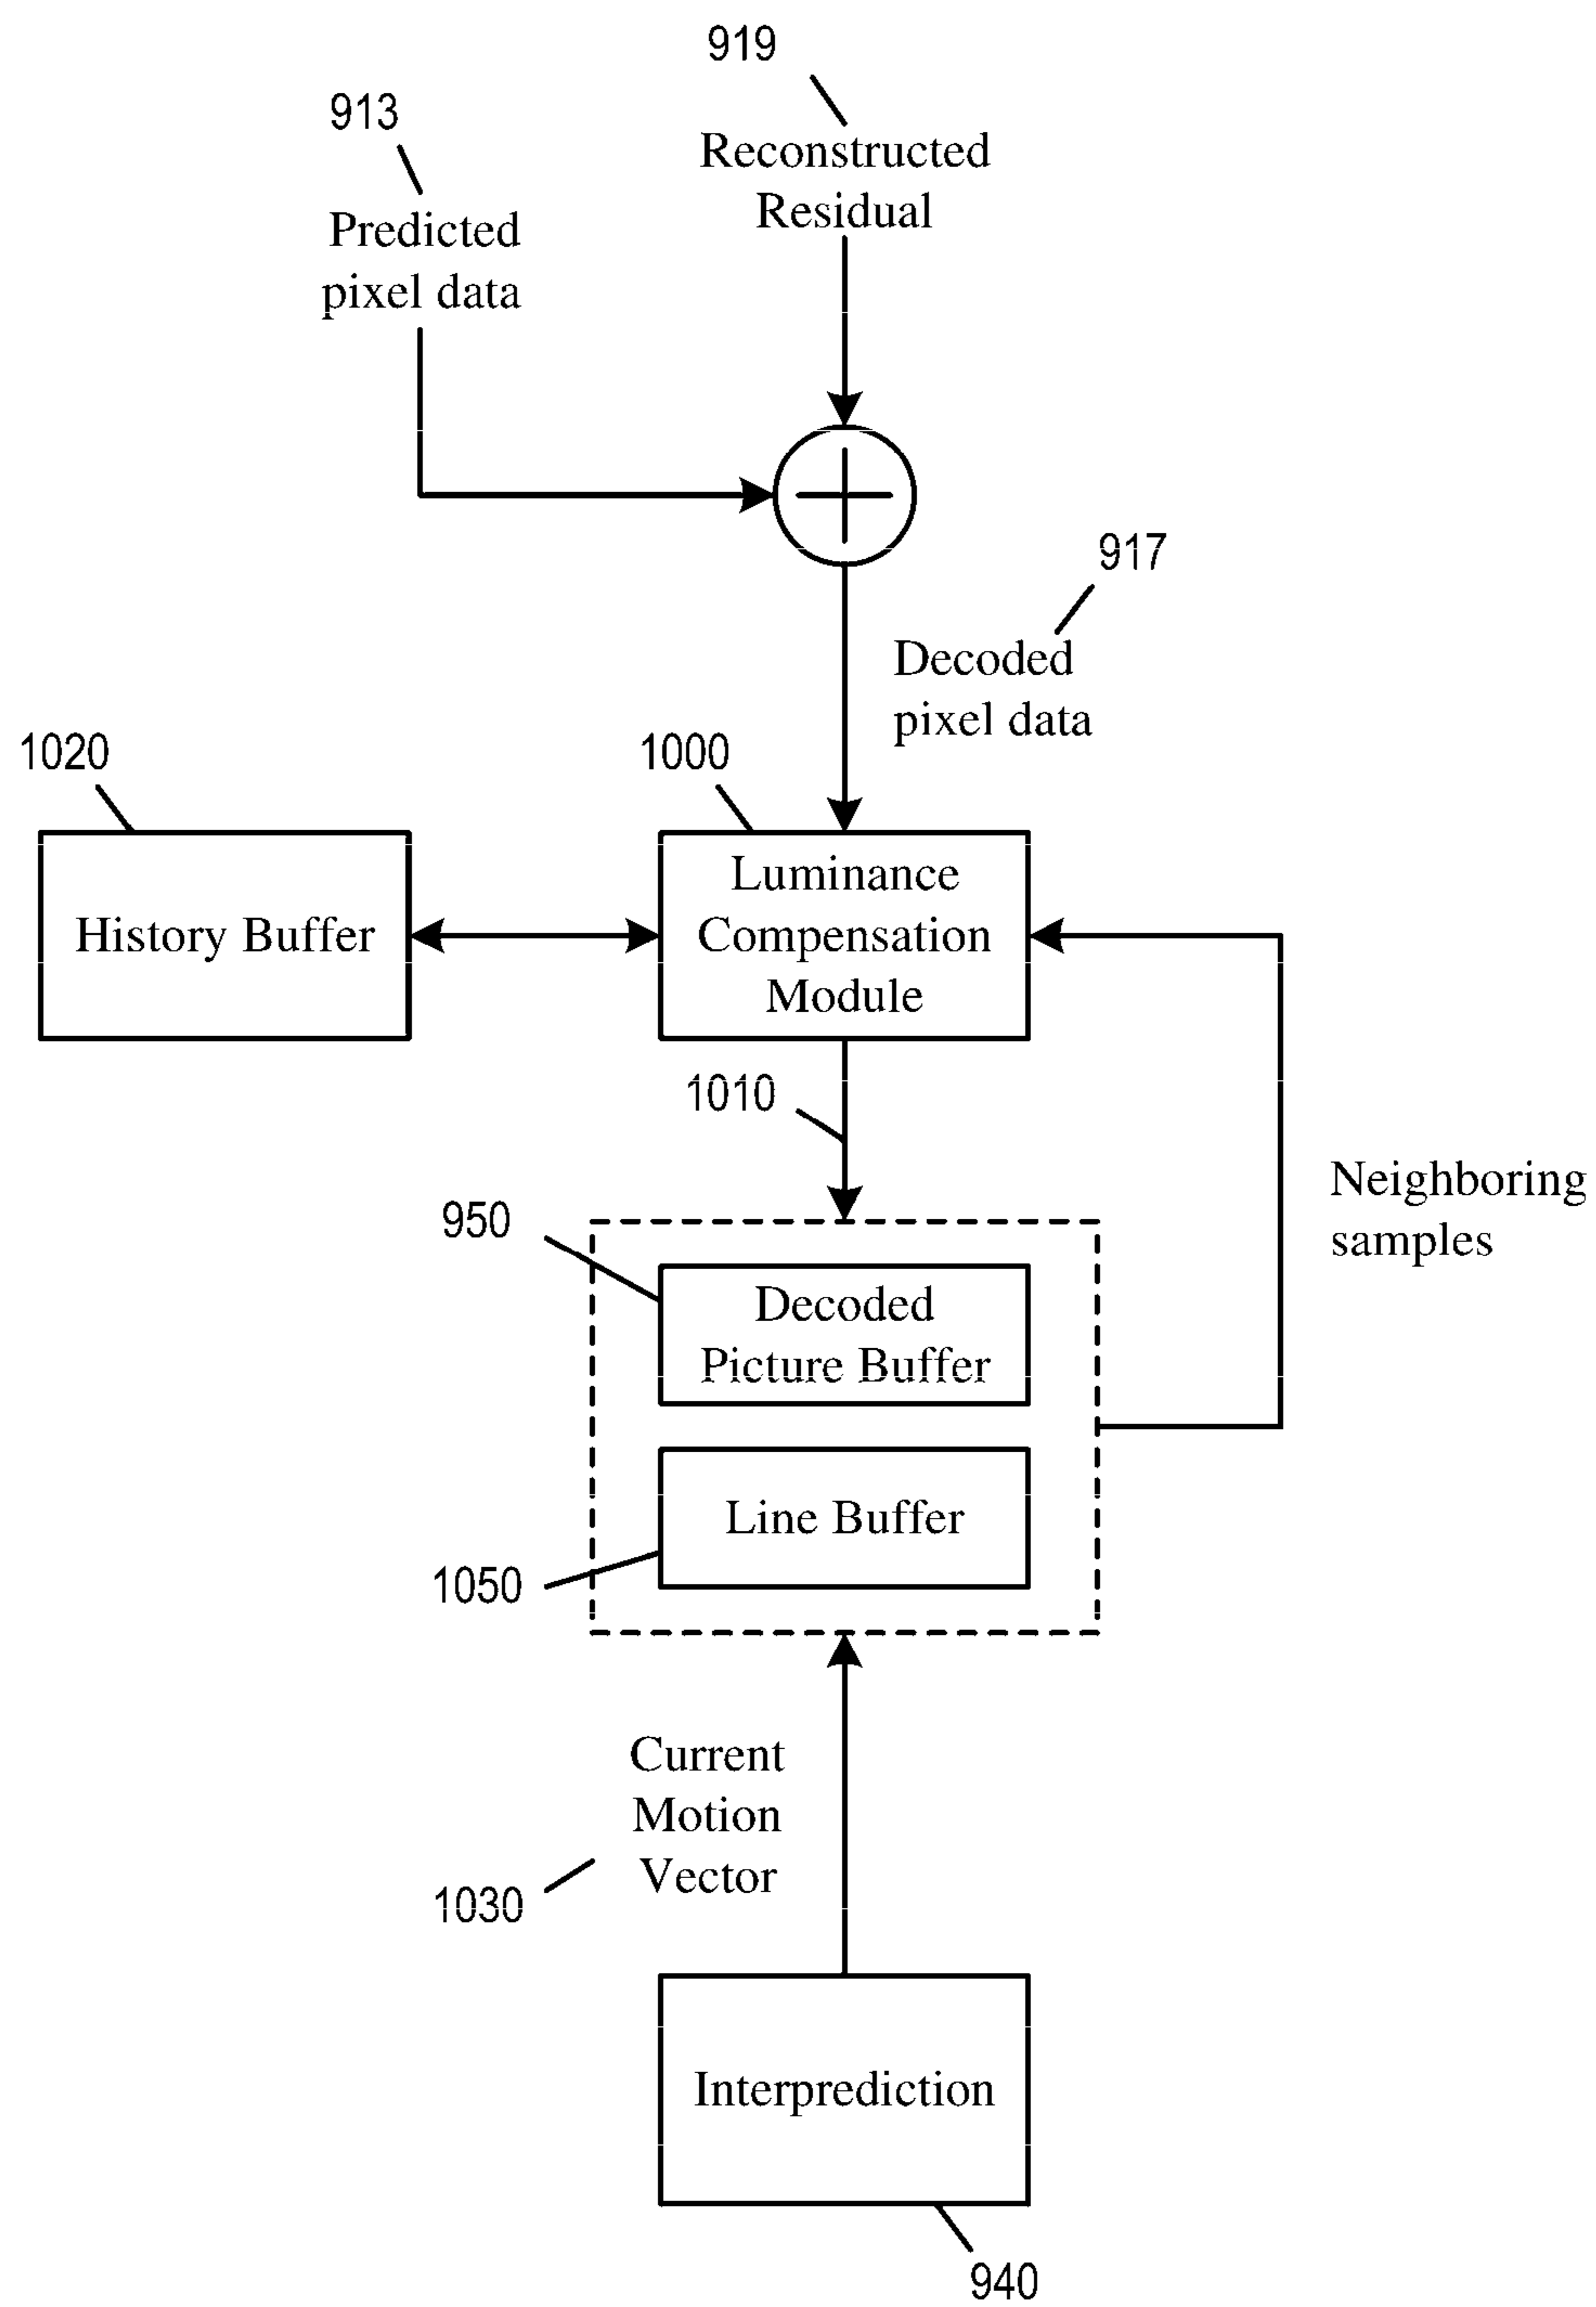 919
913
Reconstructed
Residual
Predicted
pixel data
917
Decoded
pixel data
1020
1000
History Buffer
Luminance
Compensation
Module
1010
Neighboring
samples
950
Decoded
Picture Buffer
Line Buffer
1050
Current
Motion
Vector
1030
Interprediction
940